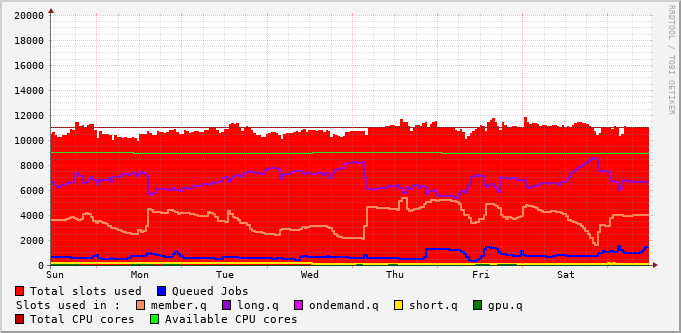 20000
18000
16000
14000
12000
10000
8000
6000
4000
2000
0
Sun Mon Tue Wed Thu Fri Sat
RRDTOOL / TOBI OETIKER
Total slots used Queued Jobs
Slots used in : member.q long.q ondemand.q short.q gpu.q
Total CPU cores Available CPU cores